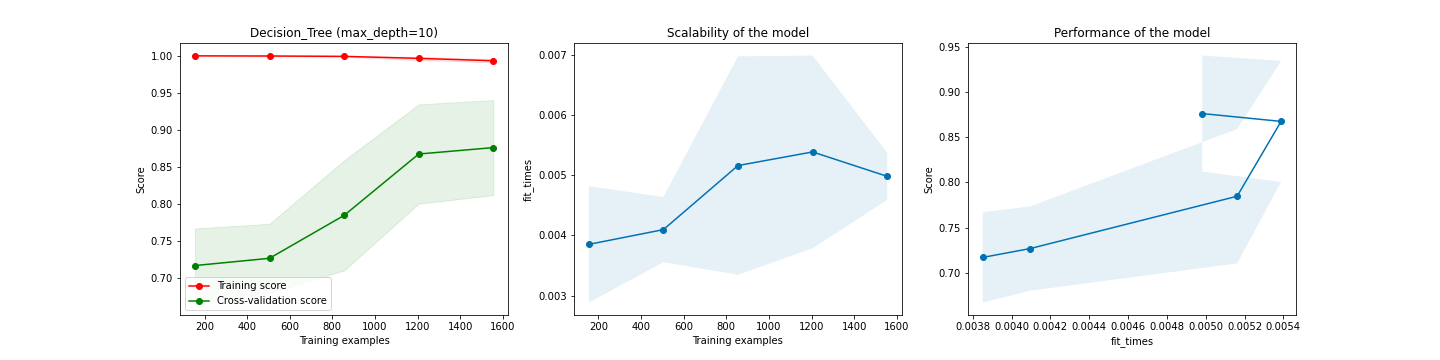 Decision_Tree (max_depth=10)
1.00
0.95
0.90
0.85
0.80
0.75
0.70
Score
Training score
Cross-validation score
200 400 600 800 1000 1200 1400 1600
Training examples
Scalability of the model
0.007
0.006
0.005
0.004
0.003
fit_times
200 400 600 800 1000 1200 1400 1600
Training examples
Performance of the model
0.95
0.90
0.85
0.80
0.75
0.70
Score
0.0038 0.0040 0.0042 0.0044 0.0046 0.0048 0.0050 0.0052 0.0054
fit_times